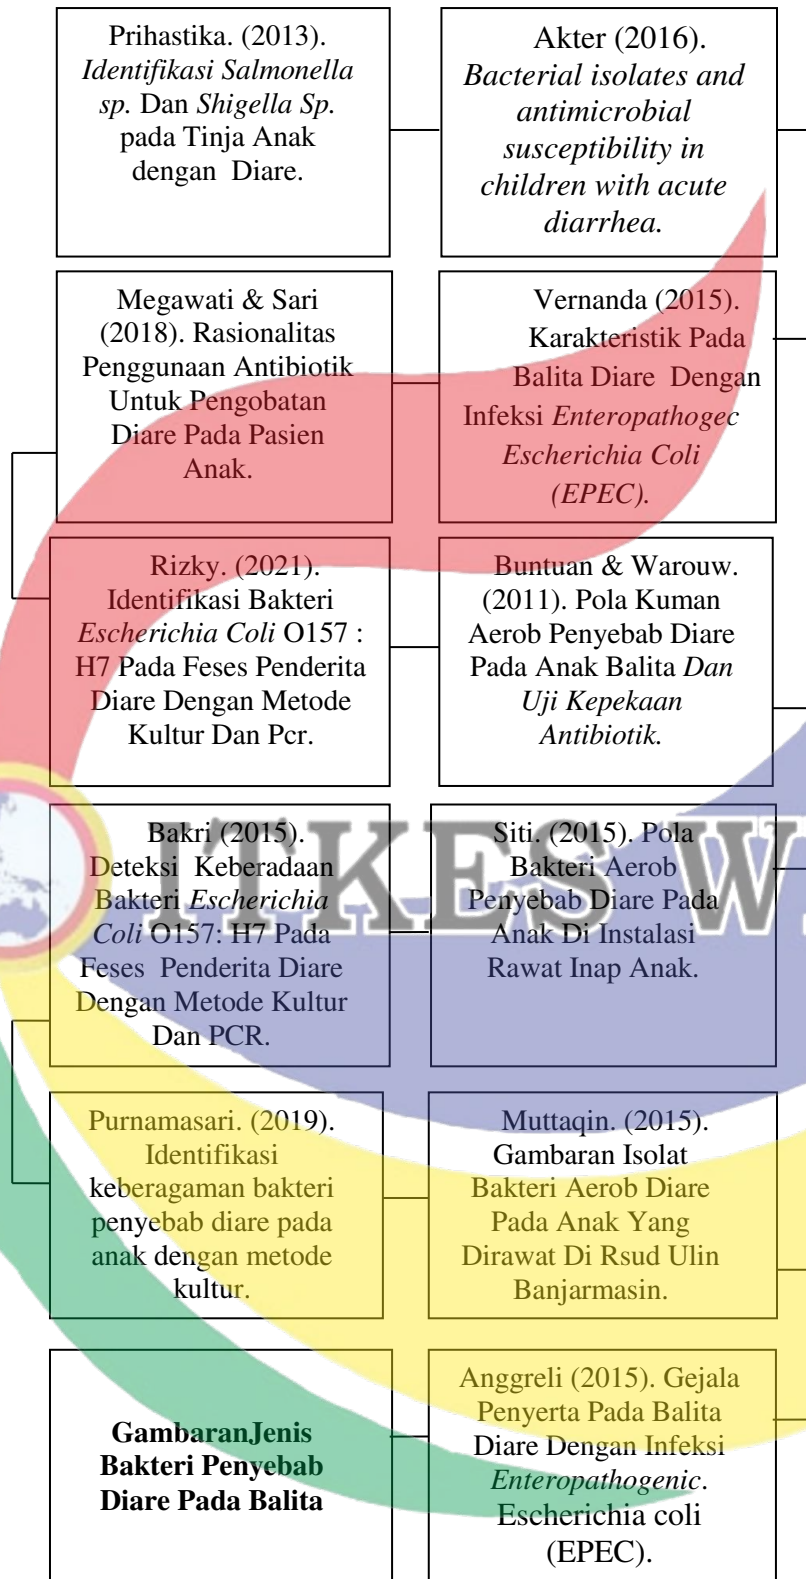 Prihastika. (2013).
Identifikasi Salmonella
sp. Dan Shigella Sp.
pada Tinja Anak
dengan Diare.
Akter (2016).
Bacterial isolates and
antimicrobial
susceptibility in
children with acute
diarrhea.
Megawati & Sari
(2018). Rasionalitas
Penggunaan Antibiotik
Untuk Pengobatan
Diare Pada Pasien
Anak.
Vernanda (2015).
Karakteristik Pada
Balita Diare Dengan
Infeksi Enteropathogec
Escherichia Coli
(EPEC).
Rizky. (2021).
Identifikasi Bakteri
Escherichia Coli O157 :
H7 Pada Feses Penderita
Diare Dengan Metode
Kultur Dan Pcr.
Buntuan & Warouw.
(2011). Pola Kuman
Aerob Penyebab Diare
Pada Anak Balita Dan
Uji Kepekaan
Antibiotik.
Bakri (2015).
Deteksi Keberadaan
Bakteri Escherichia
Coli O157: H7 Pada
Feses Penderita Diare
Dengan Metode Kultur
Dan PCR.
Siti. (2015). Pola
Bakteri Aerob
Penyebab Diare Pada
Anak Di Instalasi
Rawat Inap Anak.
ITKES W
Purnamasari. (2019).
Identifikasi
keberagaman bakteri
penyebab diare pada
anak dengan metode
kultur.
Muttaqin. (2015).
Gambaran Isolat
Bakteri Aerob Diare
Pada Anak Yang
Dirawat Di Rsud Ulin
Banjarmasin.
GambaranJenis
Bakteri Penyebab
Diare Pada Balita
Anggreli (2015). Gejala
Penyerta Pada Balita
Diare Dengan Infeksi
Enteropathogenic.
Escherichia coli
(EPEC).